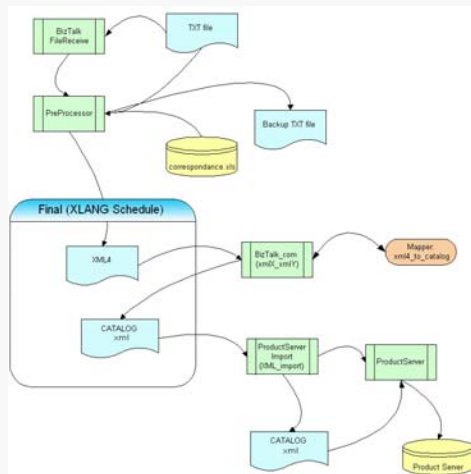 BizTalk
FileReceive
TXT file
PreProcessor
Backup TXT file
correspondance.xls
Final (XLANG Schedule)
XML4
BizTalk_com
(xmlX_xmlY)
Mapper:
xml4_to_catalog
CATALOG
xml
ProductServer
Import
(XML_import)
ProductServer
CATALOG
xml
Product Server